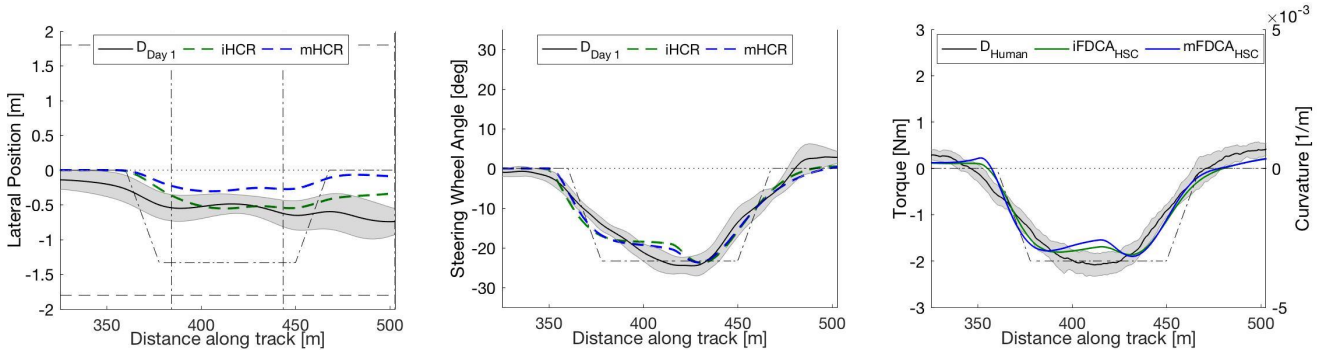 D_Day 1 iHCR mHCR
Lateral Position [m]
2
1.5
1
0.5
0
-0.5
-1
-1.5
-2
350 400 450 500
Distance along track [m]
D_Day 1 iHCR mHCR
Steering Wheel Angle [deg]
30
20
10
0
-10
-20
-30
350 400 450 500
Distance along track [m]
×10^-3
D_Human iFDCA_HSC mFDCA_HSC
Torque [Nm]
3
2
1
0
-1
-2
-3
350 400 450 500
Distance along track [m]
5
0
-5
Curvature [1/m]